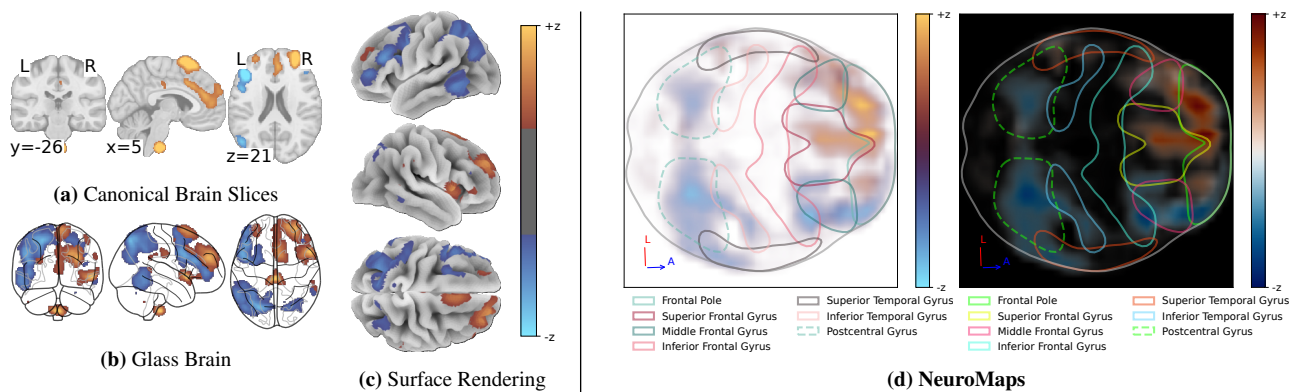 L R
y=-26
x=5
L R
z=21
(a) Canonical Brain Slices
(b) Glass Brain
+z
-z
(c) Surface Rendering
L
A
+z
-z
L
A
+z
-z
Frontal Pole
Superior Frontal Gyrus
Middle Frontal Gyrus
Inferior Frontal Gyrus
Superior Temporal Gyrus
Inferior Temporal Gyrus
Postcentral Gyrus
Frontal Pole
Superior Frontal Gyrus
Middle Frontal Gyrus
Inferior Frontal Gyrus
Superior Temporal Gyrus
Inferior Temporal Gyrus
Postcentral Gyrus
(d) NeuroMaps